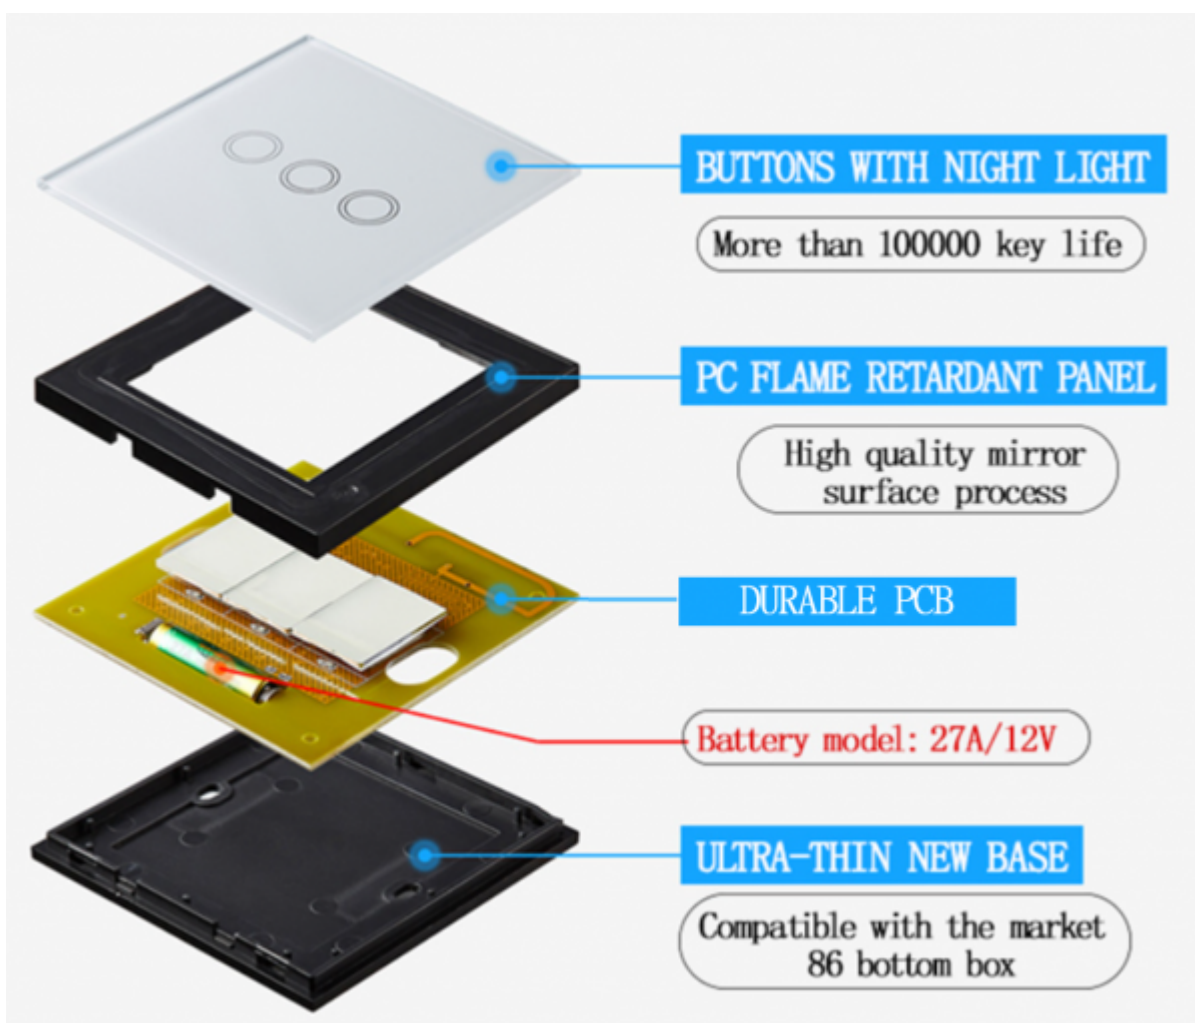 BUTTONS WITH NIGHT LIGHT
More than 100000 key life
PC FLAME RETARDANT PANEL
High quality mirror
surface process
DURABLE PCB
Battery model: 27A/12V
ULTRA-THIN NEW BASE
Compatible with the market
86 bottom box